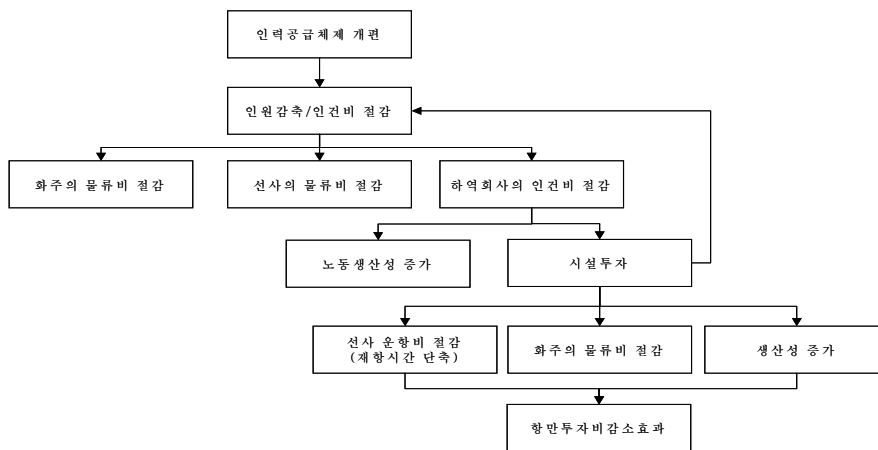 인력공급체제 개편
인원감축/인건비 절감
화주의 물류비 절감
선사의 물류비 절감
하역회사의 인건비 절감
노동생산성 증가
시설투자
선사 운항비 절감
(재항시간 단축)
화주의 물류비 절감
생산성 증가
항만투자비감소효과